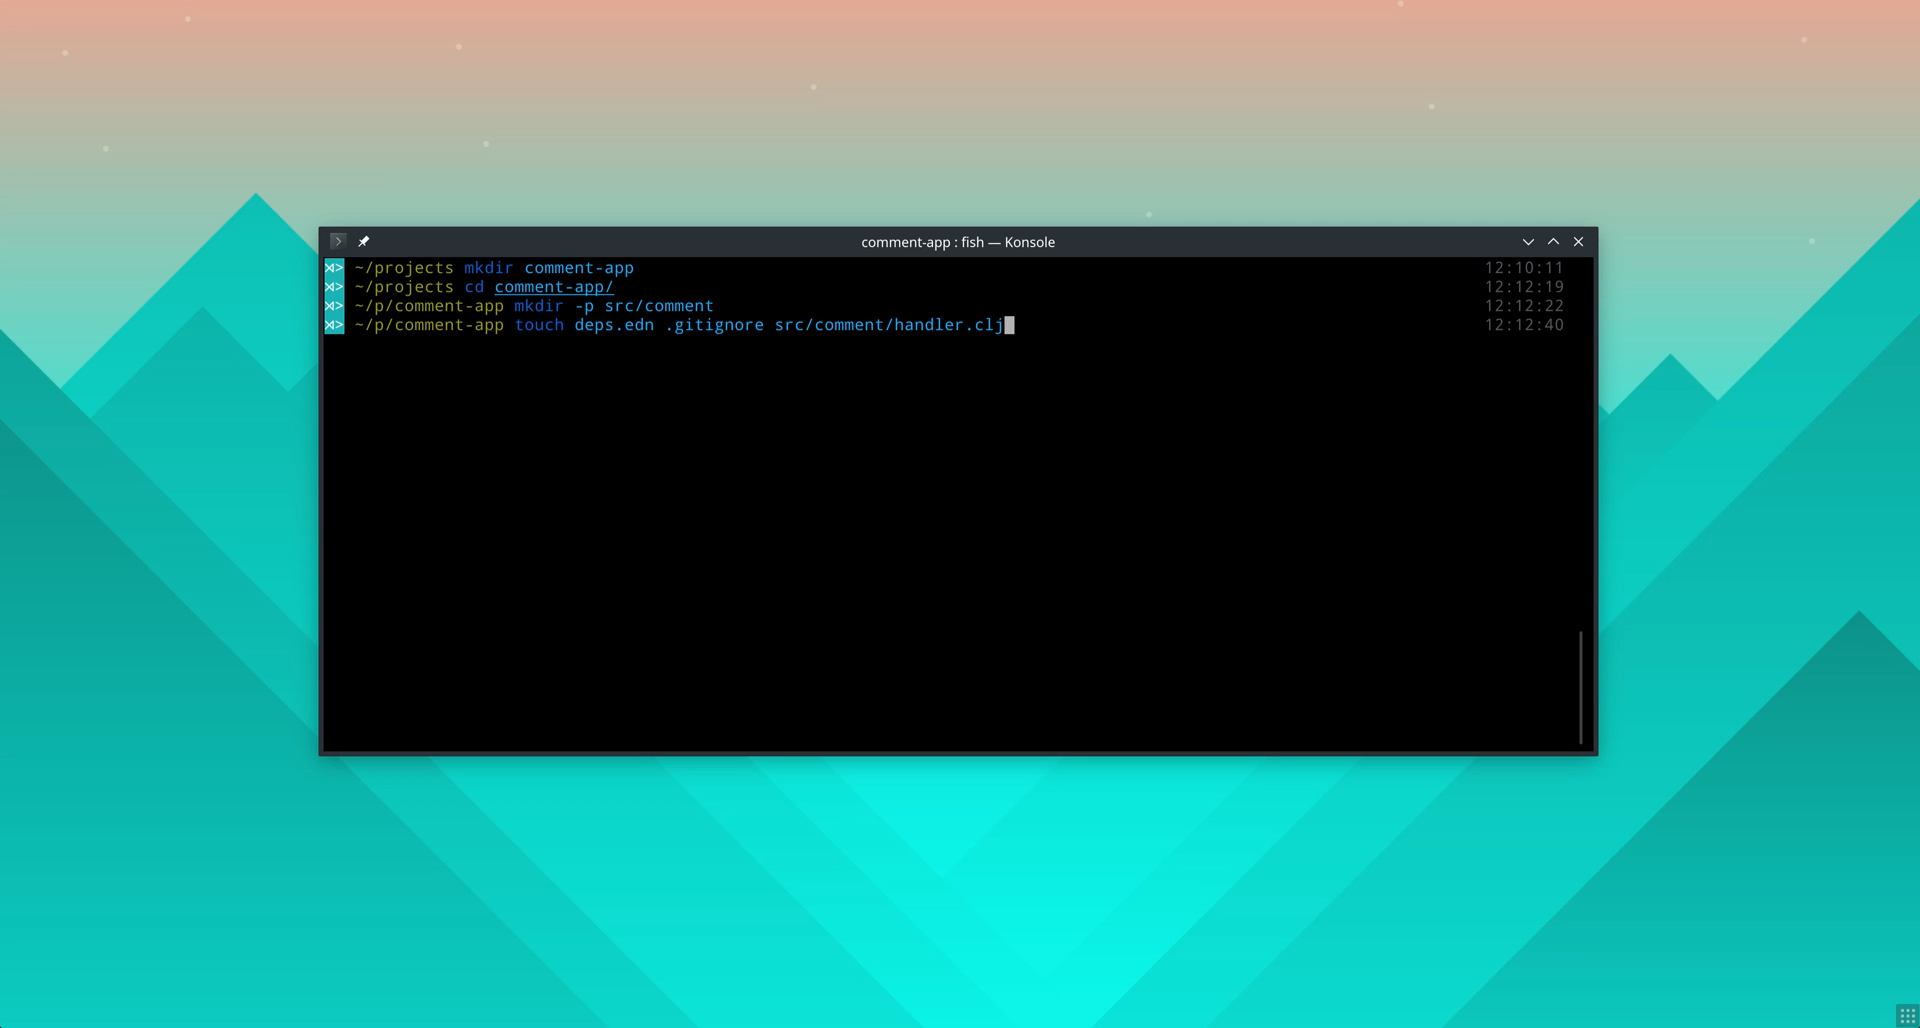 comment-app : fish — Konsole
⋊> ~/projects mkdir comment-app 12:10:11
⋊> ~/projects cd comment-app/ 12:12:19
⋊> ~/p/comment-app mkdir -p src/comment 12:12:22
⋊> ~/p/comment-app touch deps.edn .gitignore src/comment/handler.clj 12:12:40